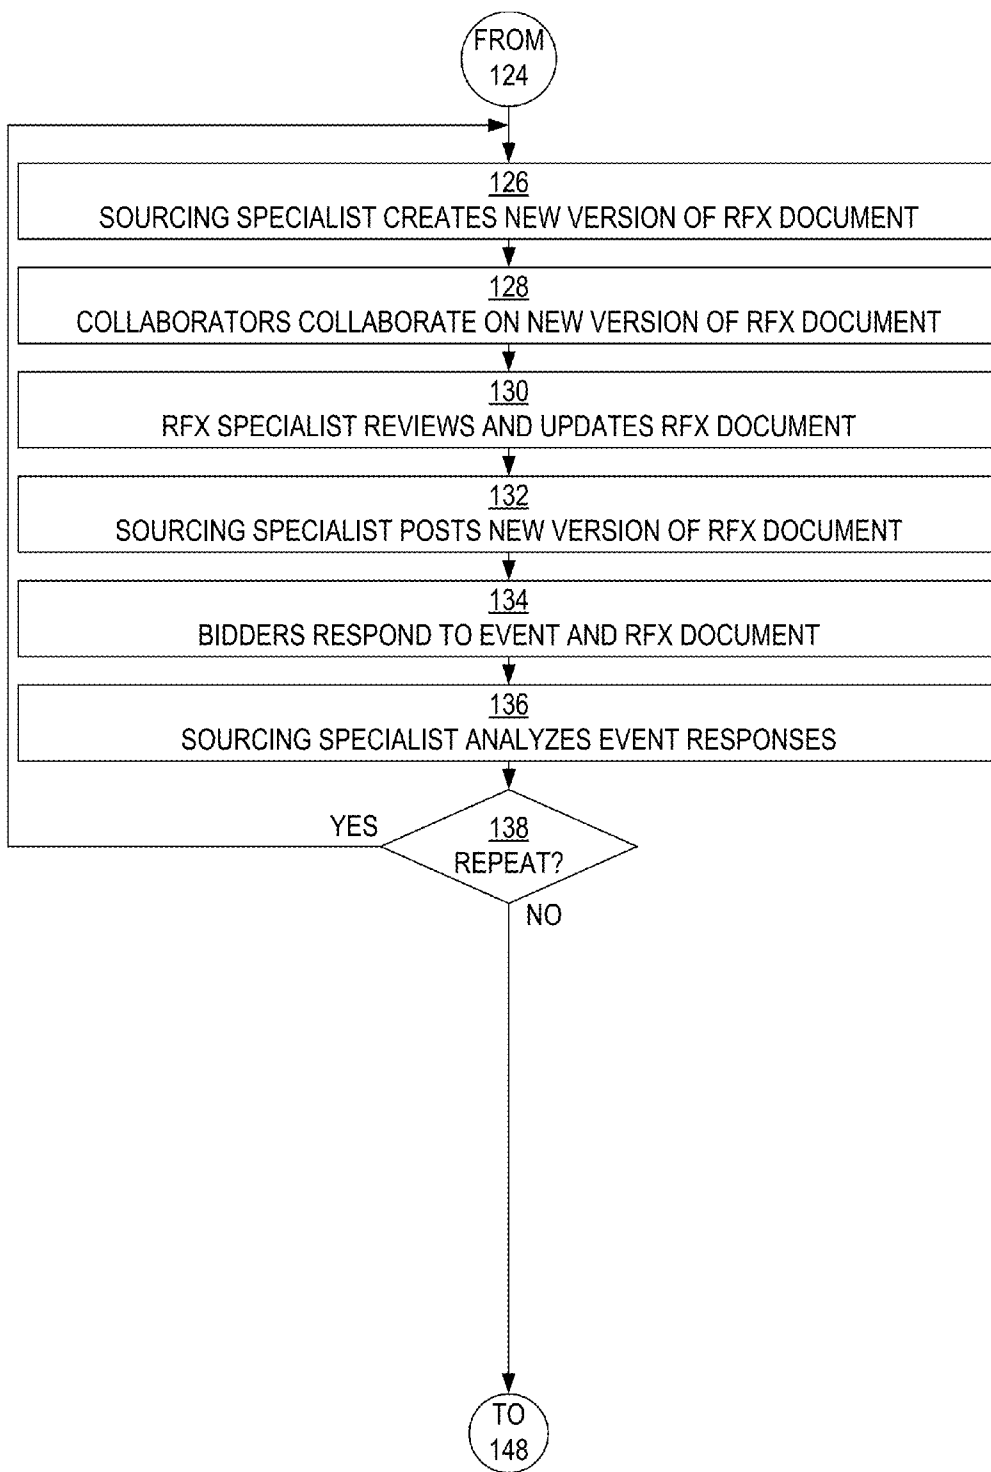 FROM
124
126
SOURCING SPECIALIST CREATES NEW VERSION OF RFX DOCUMENT
128
COLLABORATORS COLLABORATE ON NEW VERSION OF RFX DOCUMENT
130
RFX SPECIALIST REVIEWS AND UPDATES RFX DOCUMENT
132
SOURCING SPECIALIST POSTS NEW VERSION OF RFX DOCUMENT
134
BIDDERS RESPOND TO EVENT AND RFX DOCUMENT
136
SOURCING SPECIALIST ANALYZES EVENT RESPONSES
YES
138
REPEAT?
NO
TO
148